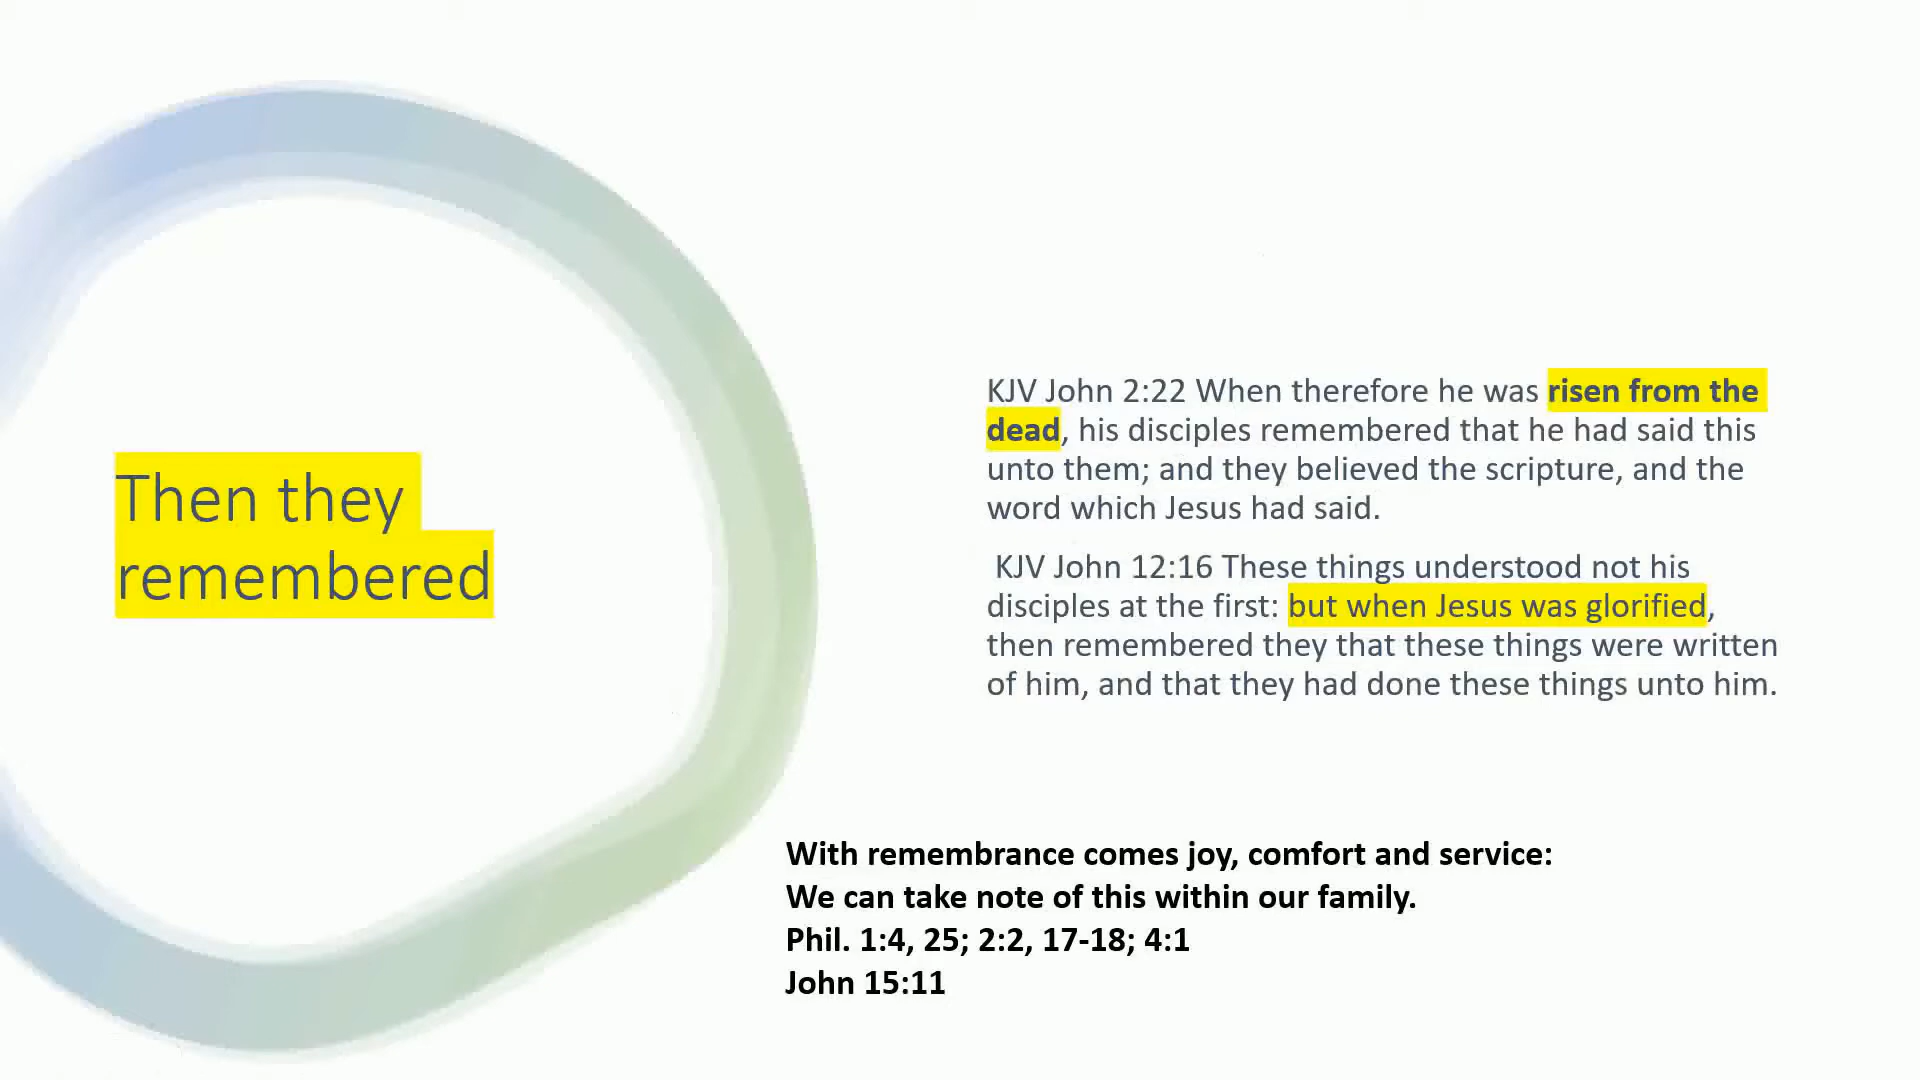 Then they
remembered
KJV John 2:22 When therefore he was risen from the
dead, his disciples remembered that he had said this
unto them; and they believed the scripture, and the
word which Jesus had said.
KJV John 12:16 These things understood not his
disciples at the first: but when Jesus was glorified,
then remembered they that these things were written
of him, and that they had done these things unto him.
With remembrance comes joy, comfort and service:
We can take note of this within our family.
Phil. 1:4, 25; 2:2, 17-18; 4:1
John 15:11